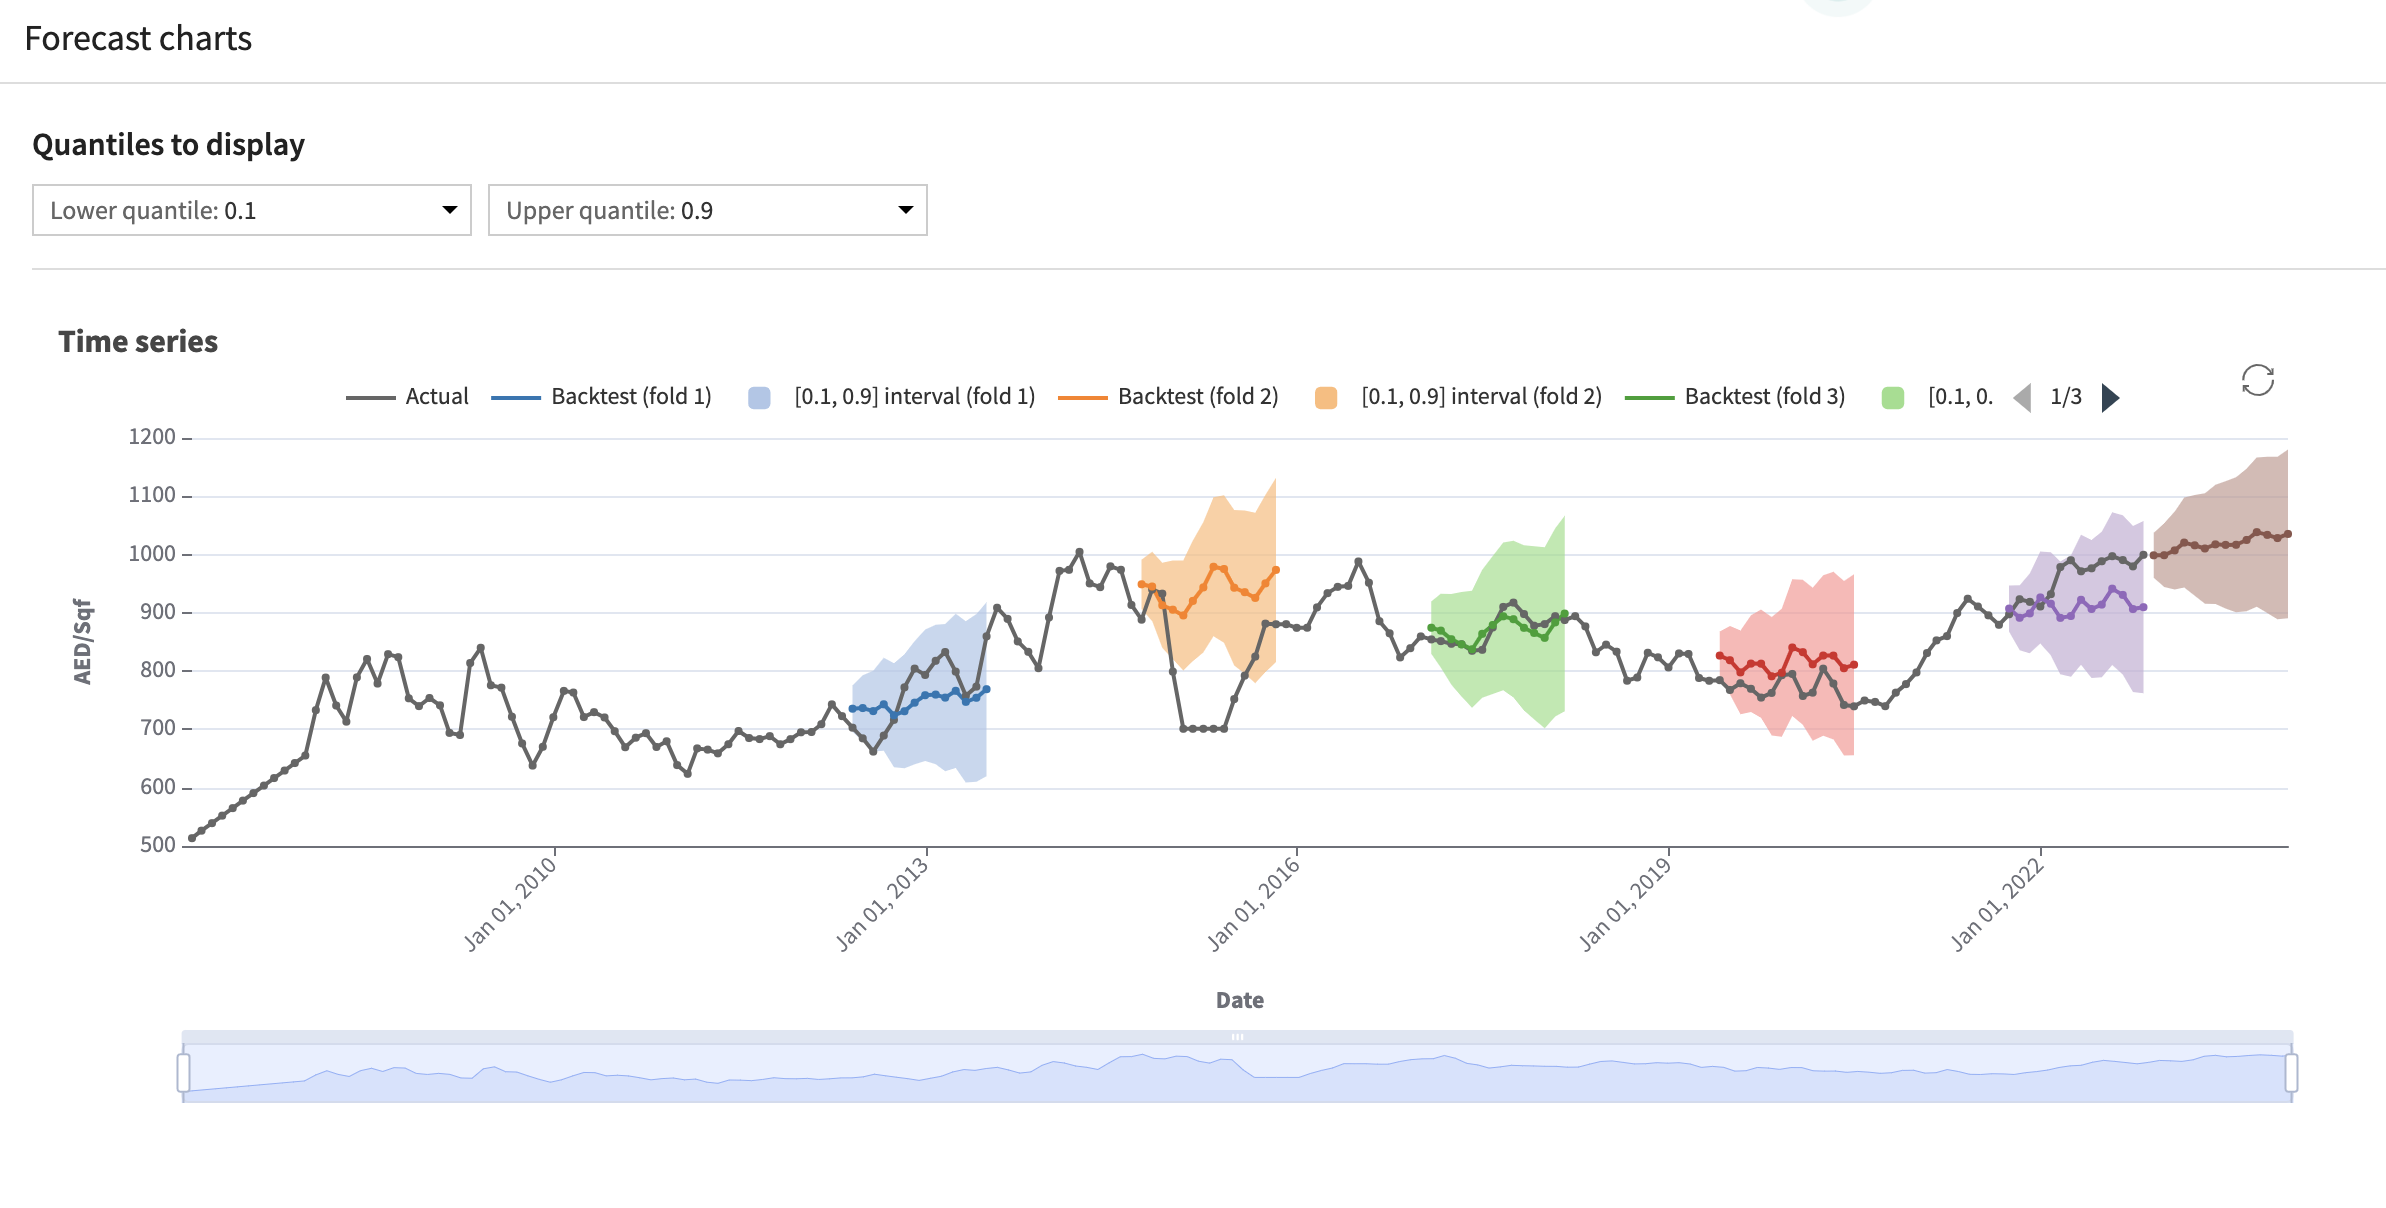 Forecast charts
Quantiles to display
Lower quantile: 0.1
Upper quantile: 0.9
Time series
Actual Backtest (fold 1) [0.1, 0.9] interval (fold 1) Backtest (fold 2) [0.1, 0.9] interval (fold 2) Backtest (fold 3) [0.1, 0. 1/3
1200
1100
1000
900
800
700
600
500
AED/Sqf
Jan 01, 2010
Jan 01, 2013
Jan 01, 2016
Jan 01, 2019
Jan 01, 2022
Date